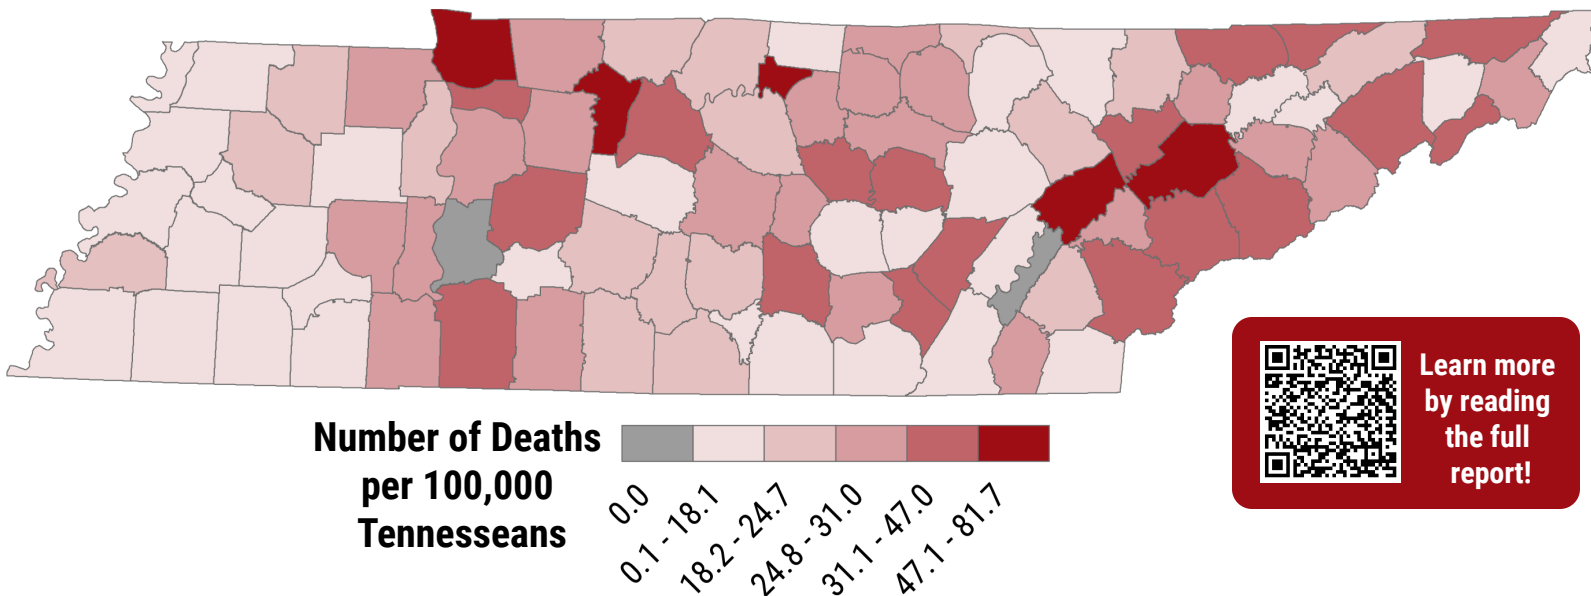 Number of Deaths
per 100,000
Tennesseans
0.0
0.1 - 18.1
18.2 - 24.7
24.8 - 31.0
31.1 - 47.0
47.1 - 81.7
Learn more
by reading
the full
report!